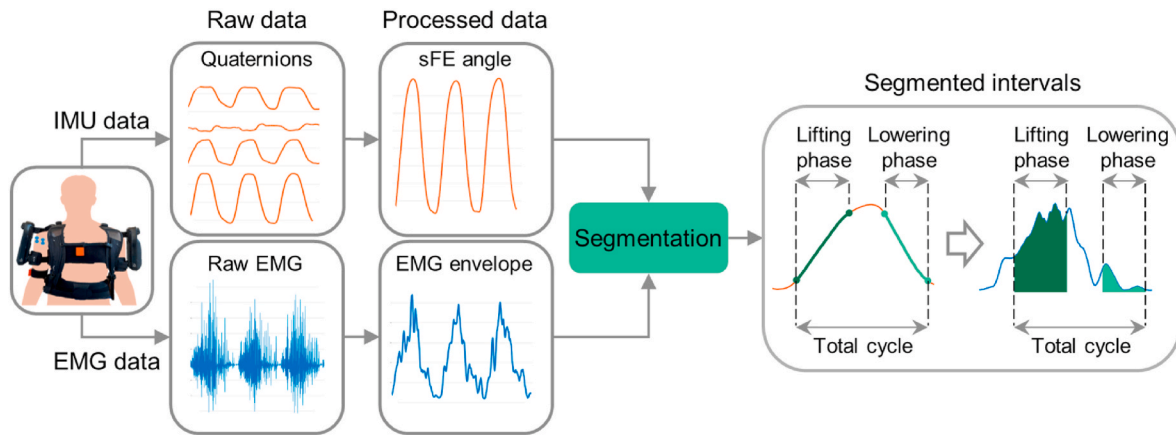 Raw data
Processed data
Quaternions
sFE angle
IMU data
Raw EMG
EMG envelope
EMG data
Segmentation
Segmented intervals
Lifting
phase
Lowering
phase
Lifting
phase
Lowering
phase
Total cycle
Total cycle